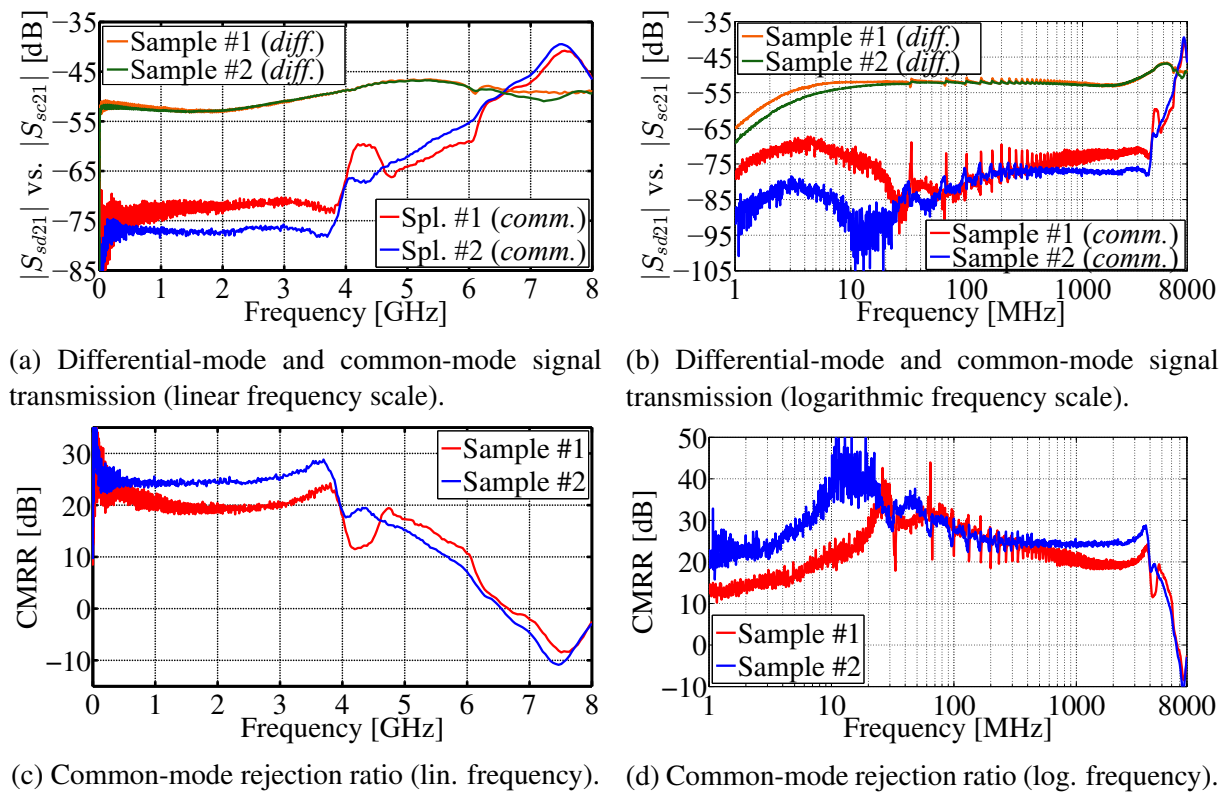 −35
−45
−55
−65
−75
−85
|Ssd21| vs. |Ssc21| [dB]
Sample #1 (diff.)
Sample #2 (diff.)
Spl. #1 (comm.)
Spl. #2 (comm.)
0 1 2 3 4 5 6 7 8
Frequency [GHz]
(a) Differential-mode and common-mode signal
transmission (linear frequency scale).
−35
−45
−55
−65
−75
−85
−95
−105
|Ssd21| vs. |Ssc21| [dB]
Sample #1 (diff.)
Sample #2 (diff.)
Sample #1 (comm.)
Sample #2 (comm.)
1 10 100 1000 8000
Frequency [MHz]
(b) Differential-mode and common-mode signal
transmission (logarithmic frequency scale).
30
20
10
0
−10
CMRR [dB]
Sample #1
Sample #2
0 1 2 3 4 5 6 7 8
Frequency [GHz]
(c) Common-mode rejection ratio (lin. frequency).
50
40
30
20
10
0
−10
CMRR [dB]
Sample #1
Sample #2
1 10 100 1000 8000
Frequency [MHz]
(d) Common-mode rejection ratio (log. frequency).